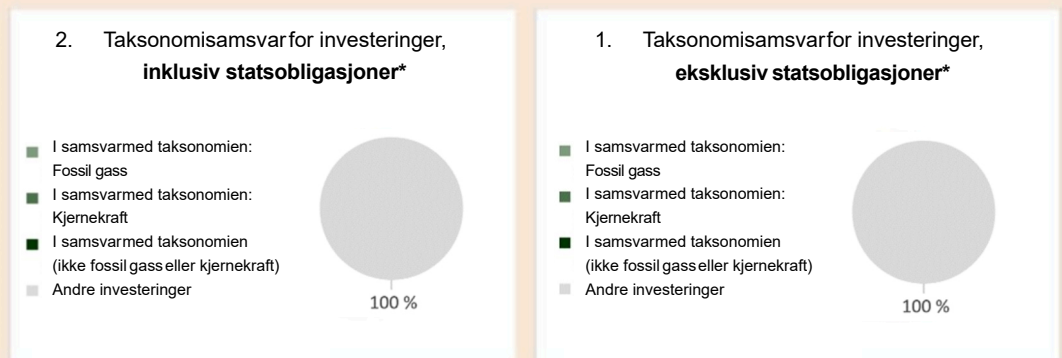 2. Taksonomisamsvar for investeringer,
inklusiv statsobligasjoner*
I samsvar med taksonomien:
Fossil gass
I samsvar med taksonomien:
Kjernekraft
I samsvar med taksonomien
(ikke fossil gass eller kjernekraft)
Andre investeringer
100 %
1. Taksonomisamsvar for investeringer,
eksklusiv statsobligasjoner*
I samsvar med taksonomien:
Fossil gass
I samsvar med taksonomien:
Kjernekraft
I samsvar med taksonomien
(ikke fossil gass eller kjernekraft)
Andre investeringer
100 %